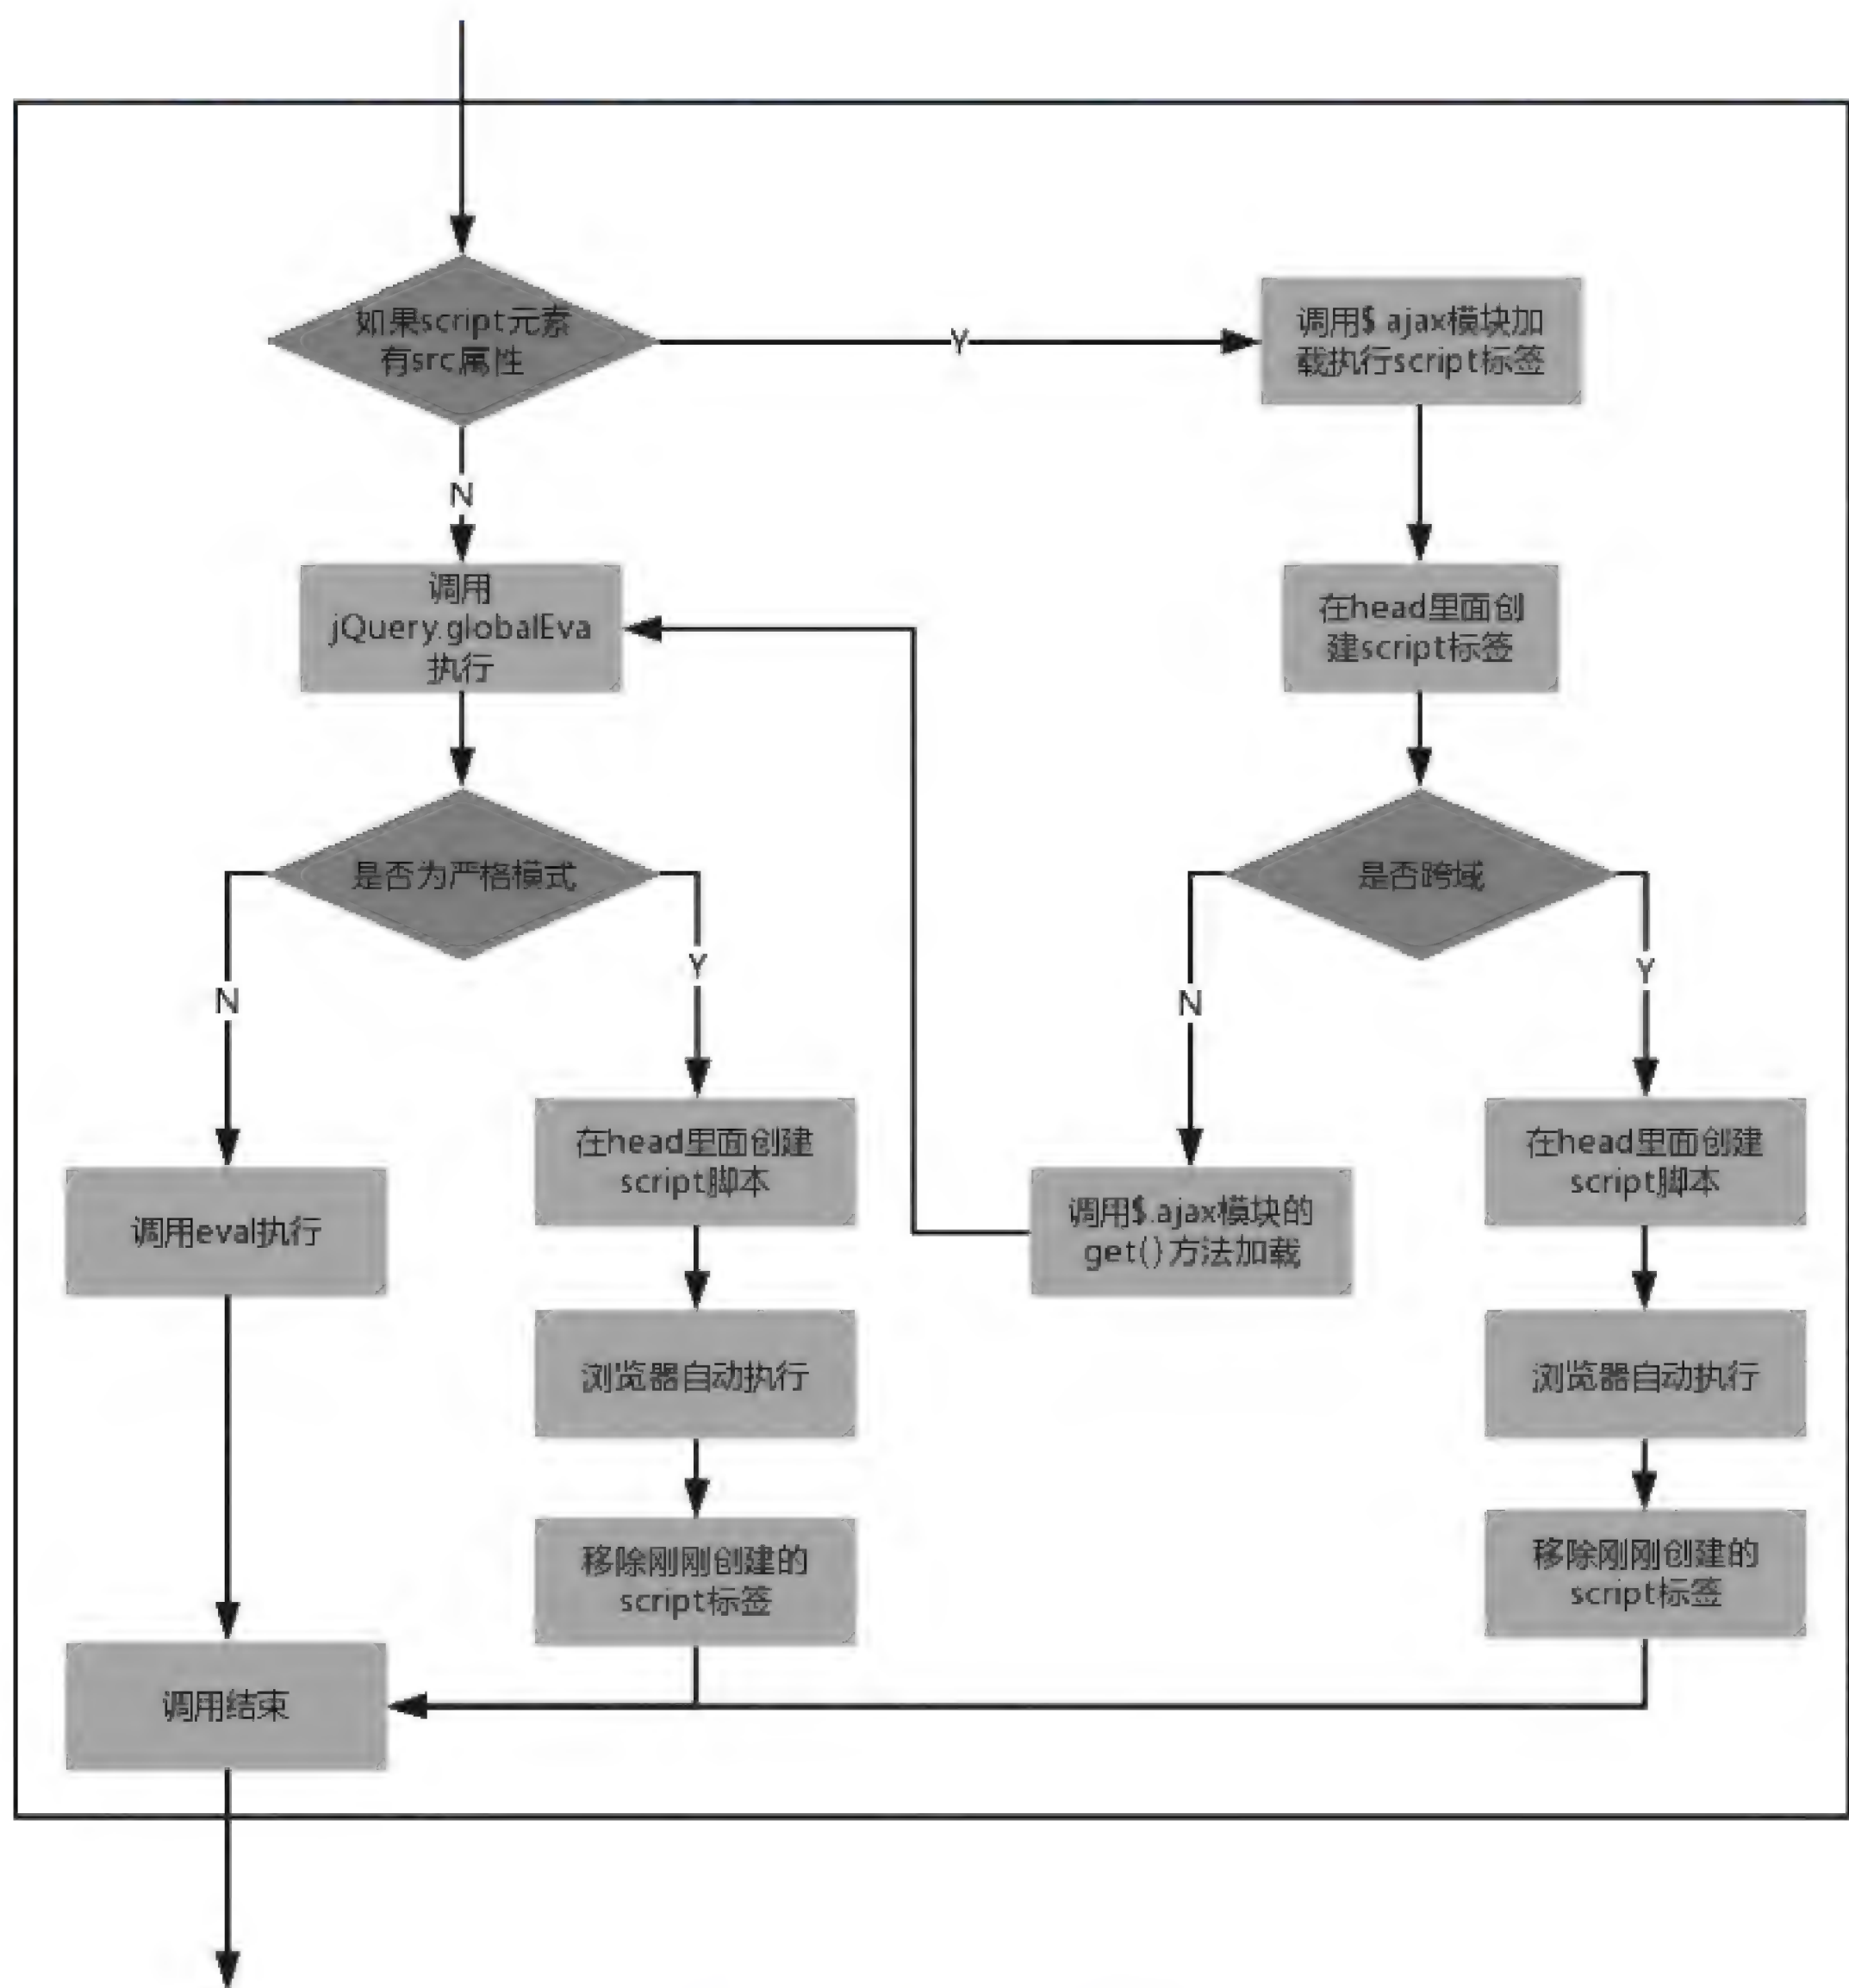 如果script元素
有src属性
Y
调用$.ajax模块加
载执行script标签
N
调用
jQuery.globalEva
执行
在head里面创
建script标签
是否为严格模式
是否跨域
N
Y
N
Y
在head里面创建
script脚本
在head里面创建
script脚本
调用eval执行
调用$.ajax模块的
get()方法加载
浏览器自动执行
浏览器自动执行
移除刚刚创建的
script标签
移除刚刚创建的
script标签
调用结束